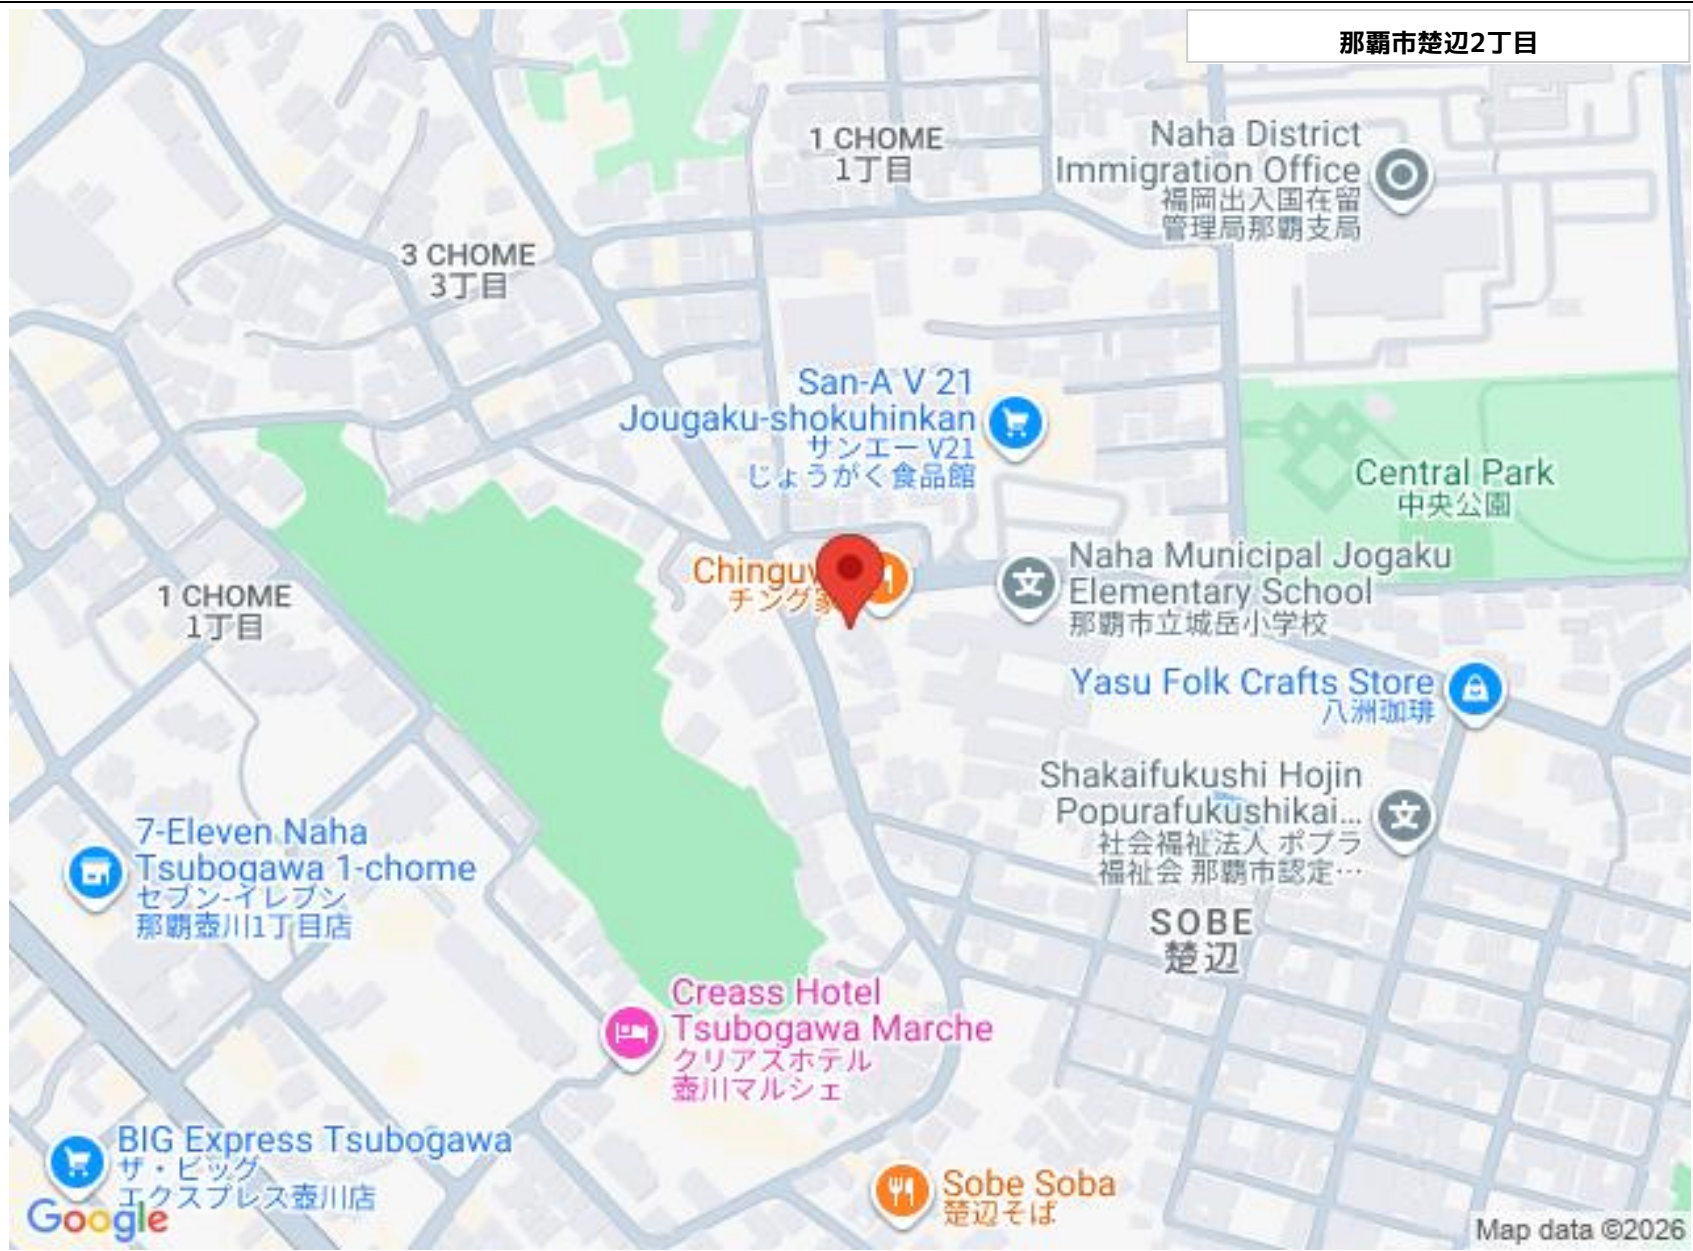 那覇市楚辺2丁目
1 CHOME
1丁目
Naha District
Immigration Office
福岡出入国在留
管理局那覇支局
3 CHOME
3丁目
San-A V 21
Jougaku-shokuhinkan
サンエー V21
じょうがく食品館
Central Park
中央公園
Chingu
チング家
Naha Municipal Jogaku
Elementary School
那覇市立城岳小学校
1 CHOME
1丁目
Yasu Folk Crafts Store
八洲珈琲
Shakaifukushi Hojin
Popurafukushikai...
社会福祉法人 ポプラ
福祉会 那覇市認定…
7-Eleven Naha
Tsubogawa 1-chome
セブン-イレブン
那覇壺川1丁目店
SOBE
楚辺
Creass Hotel
Tsubogawa Marche
クリアスホテル
壺川マルシェ
BIG Express Tsubogawa
ザ・ビッグ
エクスプレス壺川店
Sobe Soba
楚辺そば
Google
Map data ©2026